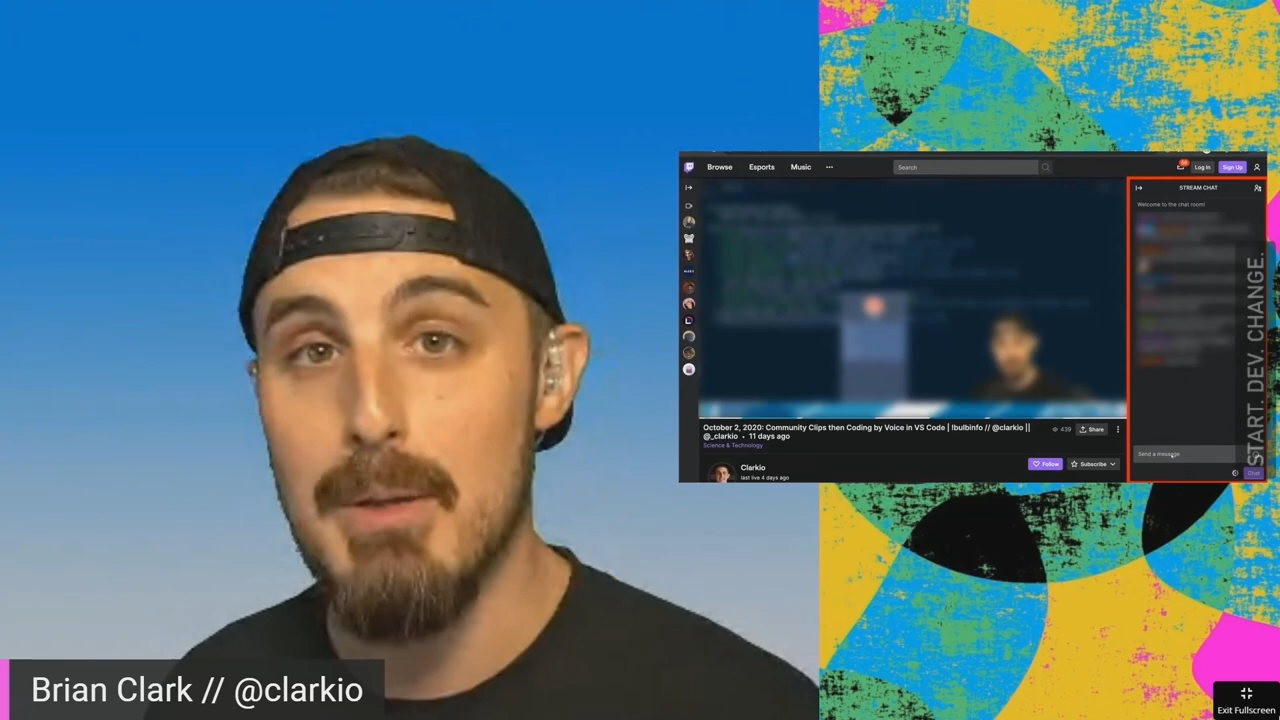 Browse
Esports
Music
Search
Log In
Sign Up
STREAM CHAT
Welcome to the chat room!
START. DEV. CHANGE.
October 2, 2020: Community Clips then Coding by Voice in VS Code | !bulbinfo // @clarkio ||
@_clarkio • 11 days ago
439
Share
Science & Technology
Send a message
Follow
Subscribe
Chat
Clarkio
last live 4 days ago
Brian Clark // @clarkio
Exit Fullscreen